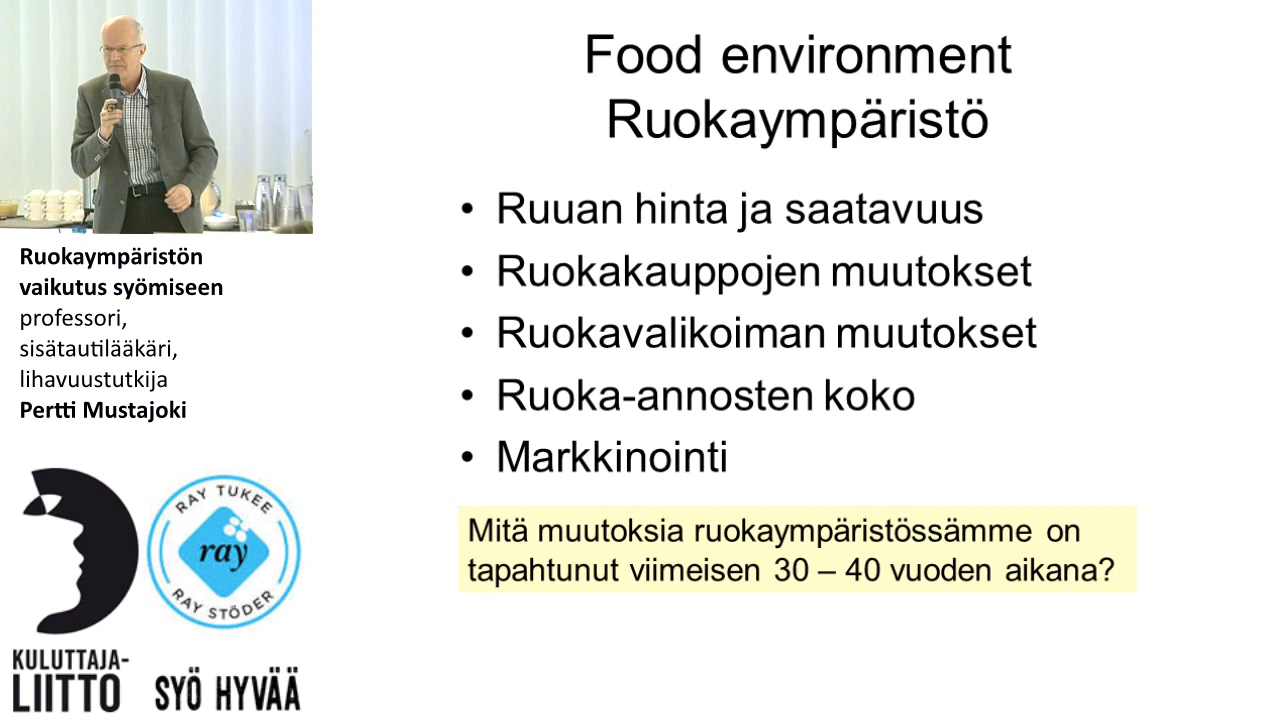 Food environment
Ruokaympäristö
• Ruuan hinta ja saatavuus
• Ruokakauppojen muutokset
• Ruokavalikoiman muutokset
• Ruoka-annosten koko
• Markkinointi
Mitä muutoksia ruokaympäristössämme on
tapahtunut viimeisen 30 – 40 vuoden aikana?
Ruokaympäristön
vaikutus syömiseen
professori,
sisätautilääkäri,
lihavuustutkija
Pertti Mustajoki
RAY TUKEE
ray
RAY STÖDER
KULUTTAJA-
LIITTO
SYÖ HYVÄÄ